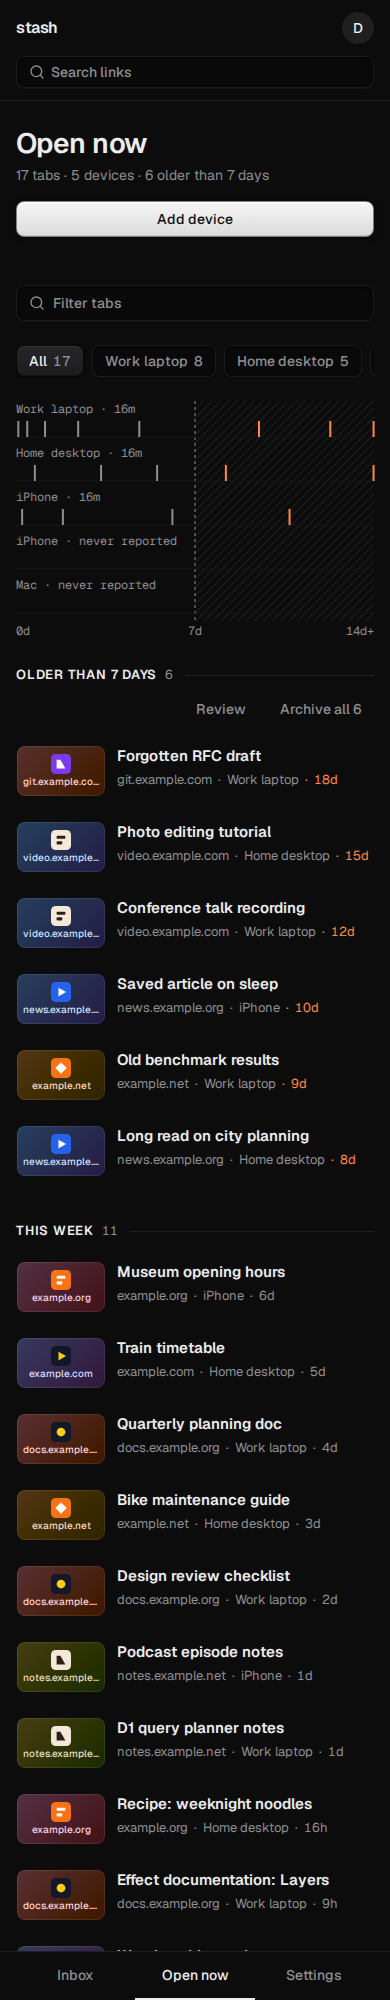 stash
D
Search links
Open now
17 tabs · 5 devices · 6 older than 7 days
Add device
Filter tabs
All 17
Work laptop 8
Home desktop 5
Work laptop · 16m
Home desktop · 16m
iPhone · 16m
iPhone · never reported
Mac · never reported
0d 7d 14d+
OLDER THAN 7 DAYS 6
Review Archive all 6
git.example.co...
Forgotten RFC draft
git.example.com · Work laptop · 18d
video.example...
Photo editing tutorial
video.example.com · Home desktop · 15d
video.example...
Conference talk recording
video.example.com · Work laptop · 12d
news.example....
Saved article on sleep
news.example.org · iPhone · 10d
example.net
Old benchmark results
example.net · Work laptop · 9d
news.example....
Long read on city planning
news.example.org · Home desktop · 8d
THIS WEEK 11
example.org
Museum opening hours
example.org · iPhone · 6d
example.com
Train timetable
example.com · Home desktop · 5d
docs.example....
Quarterly planning doc
docs.example.org · Work laptop · 4d
example.net
Bike maintenance guide
example.net · Home desktop · 3d
docs.example....
Design review checklist
docs.example.org · Work laptop · 2d
notes.example...
Podcast episode notes
notes.example.net · iPhone · 1d
notes.example...
D1 query planner notes
notes.example.net · Work laptop · 1d
example.org
Recipe: weeknight noodles
example.org · Home desktop · 16h
docs.example....
Effect documentation: Layers
docs.example.org · Work laptop · 9h
Inbox
Open now
Settings